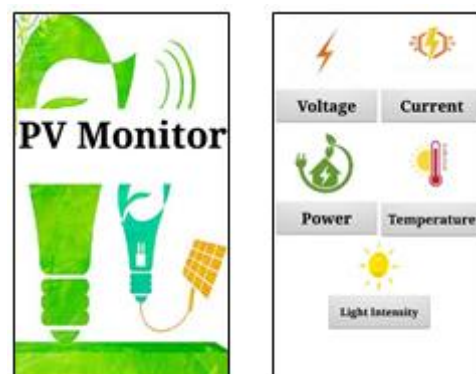 PV Monitor
Voltage
Current
Power
Temperature
Light Intensity